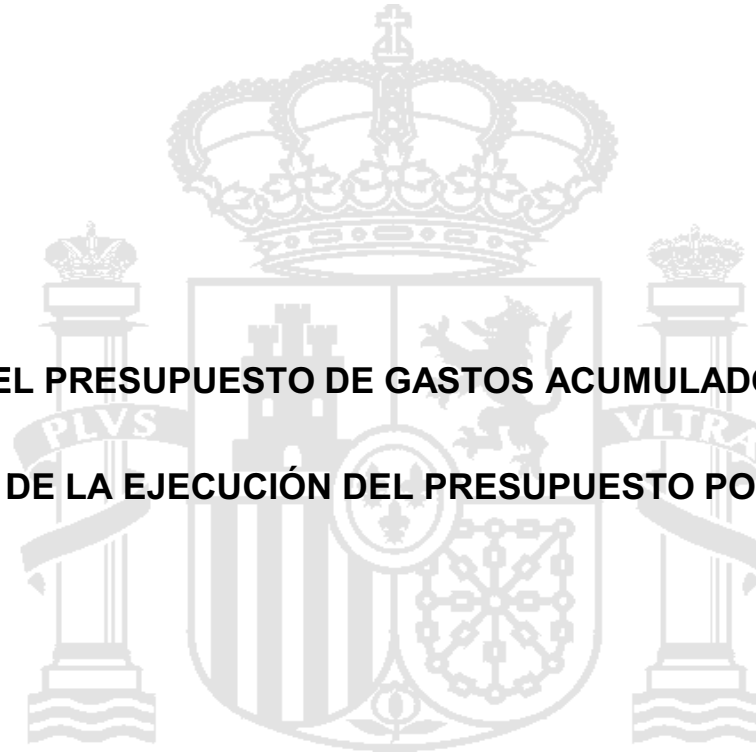 EL PRESUPUESTO DE GASTOS ACUMULADO
PLVS
VLTRA
DE LA EJECUCIÓN DEL PRESUPUESTO PO